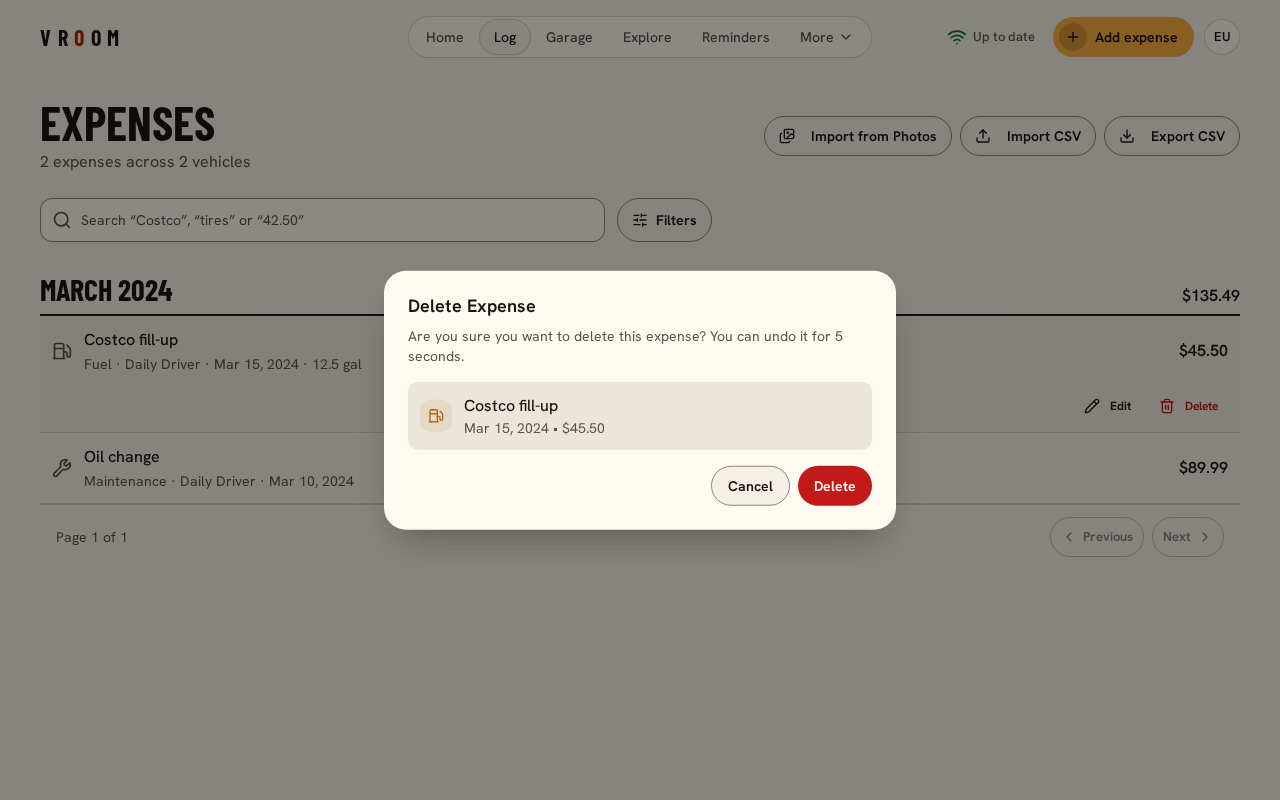 VROOM
Home
Log
Garage
Explore
Reminders
More
Up to date
Add expense
EU
EXPENSES
2 expenses across 2 vehicles
Import from Photos
Import CSV
Export CSV
Search “Costco”, “tires” or “42.50”
Filters
MARCH 2024
$135.49
Costco fill-up
Fuel · Daily Driver · Mar 15, 2024 · 12.5 gal
$45.50
Edit
Delete
Oil change
Maintenance · Daily Driver · Mar 10, 2024
$89.99
Page 1 of 1
Previous
Next
Delete Expense
Are you sure you want to delete this expense? You can undo it for 5
seconds.
Costco fill-up
Mar 15, 2024 • $45.50
Cancel
Delete